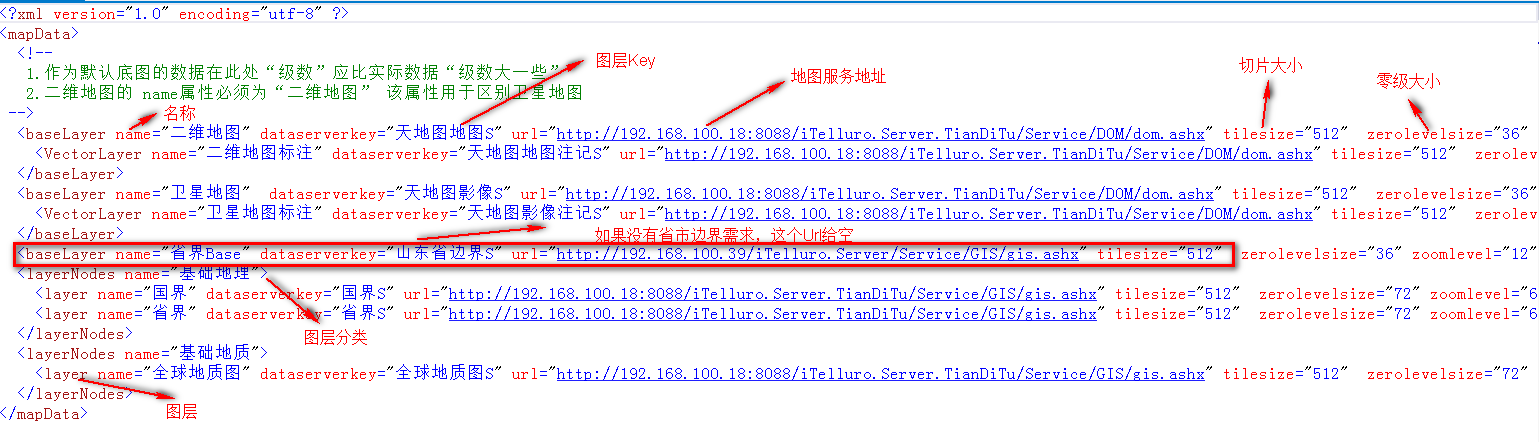 <?xml version="1.0" encoding="utf-8" ?>
<mapData>
<!--
1.作为默认底图的数据在此处“级数”应比实际数据“级数大一些”
图层Key
地图服务地址
切片大小
零级大小
2.二维地图的 name属性必须为“二维地图” 该属性用于区别卫星地图
-->
名称
<baseLayer name="二维地图" dataserverkey="天地图地图S" url="http://192.168.100.18:8088/iTelluro.Server.TianDiTu/Service/DOM/dom.ashx" tilesize="512" zerolevelsize="36"
<VectorLayer name="二维地图标注" dataserverkey="天地图地图注记S" url="http://192.168.100.18:8088/iTelluro.Server.TianDiTu/Service/DOM/dom.ashx" tilesize="512" zerolev
</baseLayer>
<baseLayer name="卫星地图" dataserverkey="天地图影像S" url="http://192.168.100.18:8088/iTelluro.Server.TianDiTu/Service/DOM/dom.ashx" tilesize="512" zerolevelsize="36"
<VectorLayer name="卫星地图标注" dataserverkey="天地图影像注记S" url="http://192.168.100.18:8088/iTelluro.Server.TianDiTu/Service/DOM/dom.ashx" tilesize="512" zerolev
</baseLayer>
如果没有省市边界需求，这个Url给空
<baseLayer name="省界Base" dataserverkey="山东省边界S" url="http://192.168.100.39/iTelluro.Server/Service/GIS/gis.ashx" tilesize="512" zerolevelsize="36" zoomlevel="12"
<layerNodes name="基础地理">
<layer name="国界" dataserverkey="国界S" url="http://192.168.100.18:8088/iTelluro.Server.TianDiTu/Service/GIS/gis.ashx" tilesize="512" zerolevelsize="72" zoomlevel="6
<layer name="省界" dataserverkey="省界S" url="http://192.168.100.18:8088/iTelluro.Server.TianDiTu/Service/GIS/gis.ashx" tilesize="512" zerolevelsize="72" zoomlevel="6
</layerNodes>
图层分类
<layerNodes name="基础地质">
<layer name="全球地质图" dataserverkey="全球地质图S" url="http://192.168.100.18:8088/iTelluro.Server.TianDiTu/Service/GIS/gis.ashx" tilesize="512" zerolevelsize="72"
</layerNodes>
图层
</mapData>